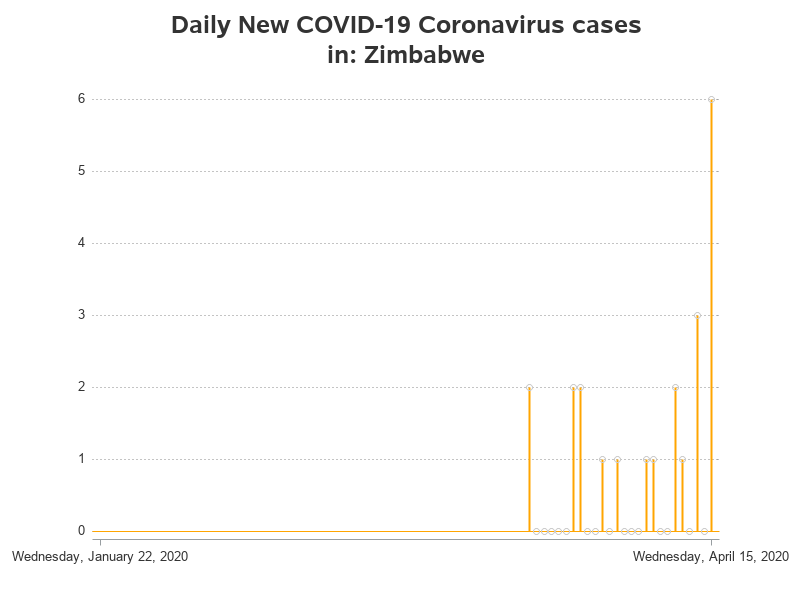 Daily New COVID-19 Coronavirus cases
in: Zimbabwe
6
5
4
3
2
1
0
Wednesday, January 22, 2020
Wednesday, April 15, 2020